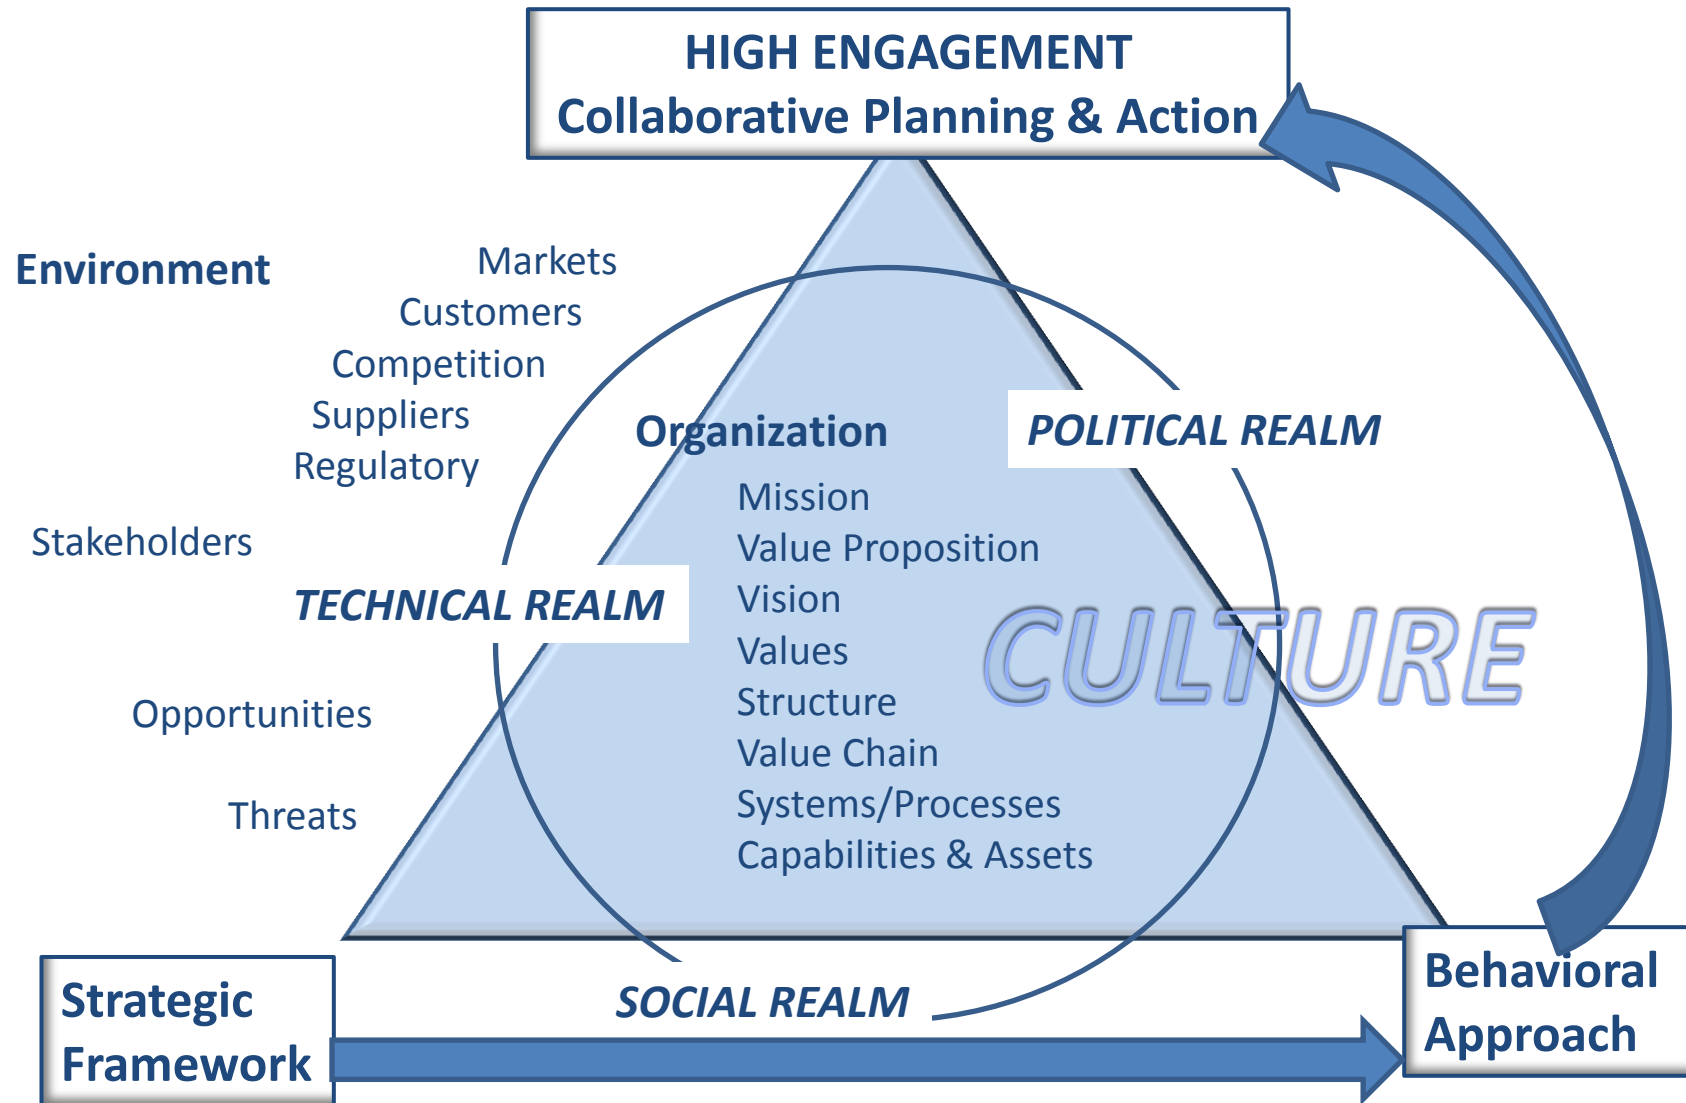 HIGH ENGAGEMENT
Collaborative Planning & Action
Environment
Markets
Customers
Competition
Suppliers
Regulatory
Stakeholders
Opportunities
Threats
Organization
Mission
Value Proposition
Vision
Values
Structure
Value Chain
Systems/Processes
Capabilities & Assets
POLITICAL REALM
TECHNICAL REALM
CULTURE
SOCIAL REALM
Strategic
Framework
Behavioral
Approach